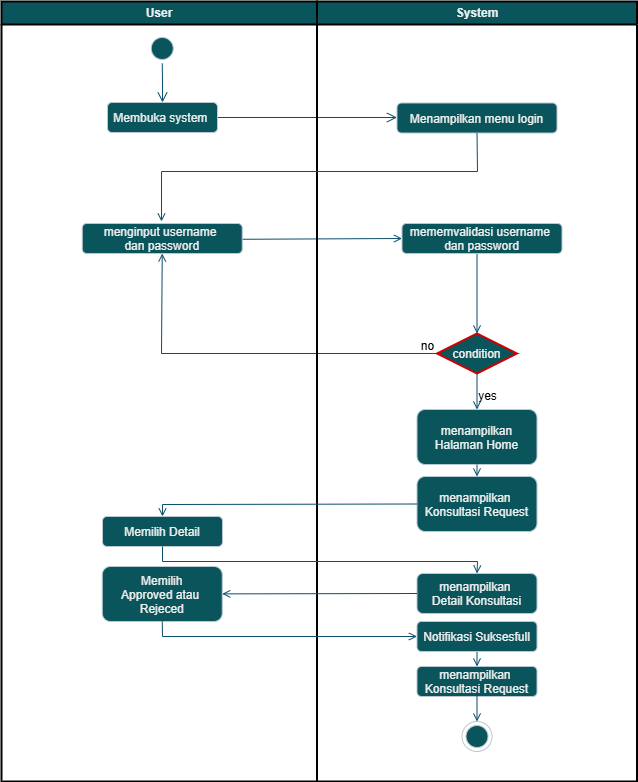 User
System
Membuka system
Menampilkan menu login
menginput username
dan password
mememvalidasi username
dan password
no
condition
yes
menampilkan
Halaman Home
menampilkan
Konsultasi Request
Memilih Detail
Memilih
Approved atau
Rejeced
menampilkan
Detail Konsultasi
Notifikasi Suksesfull
menampilkan
Konsultasi Request